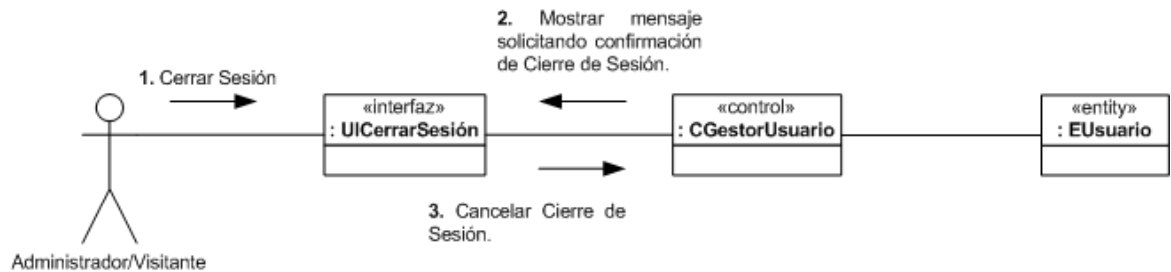 2. Mostrar mensaje
solicitando confirmación
de Cierre de Sesión.
1. Cerrar Sesión
«interfaz»
: UICerrarSesión
«control»
: CGestorUsuario
«entity»
: EUsuario
3. Cancelar Cierre de
Sesión.
Administrador/Visitante